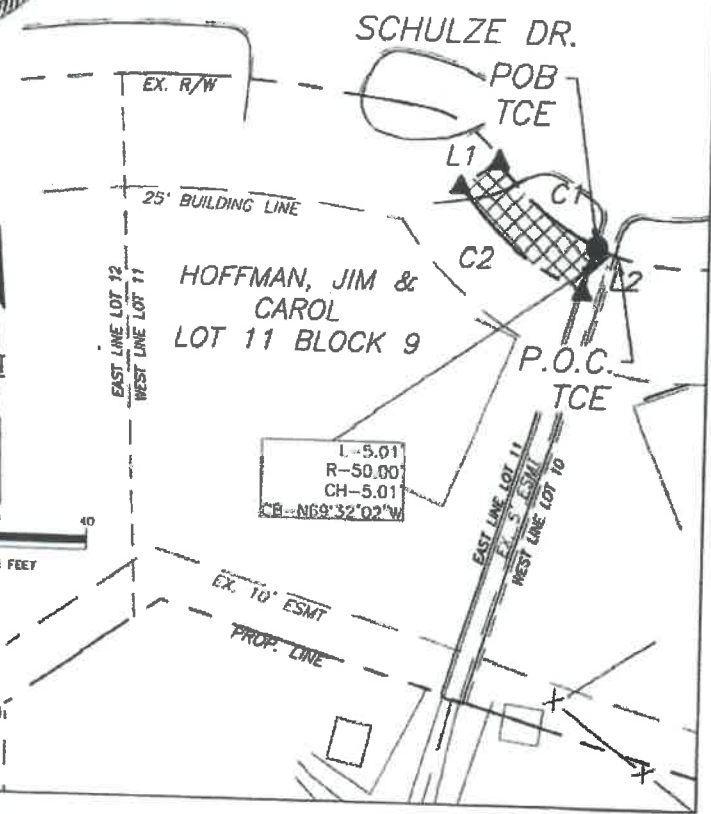 SCHULZE DR.
POB
TCE
EX. R/W
L1
C1
25' BUILDING LINE
C2
L2
HOFFMAN, JIM &
CAROL
LOT 11 BLOCK 9
EAST LINE LOT 12
WEST LINE LOT 11
P.O.C.
TCE
L-5.01'
R-50.00'
CH-5.01
CB-N69°32'02"W
EAST LINE LOT 11
EX. 5' ESMT
WEST LINE LOT 10
40
FEET
EX. 10' ESMT
PROP. LINE